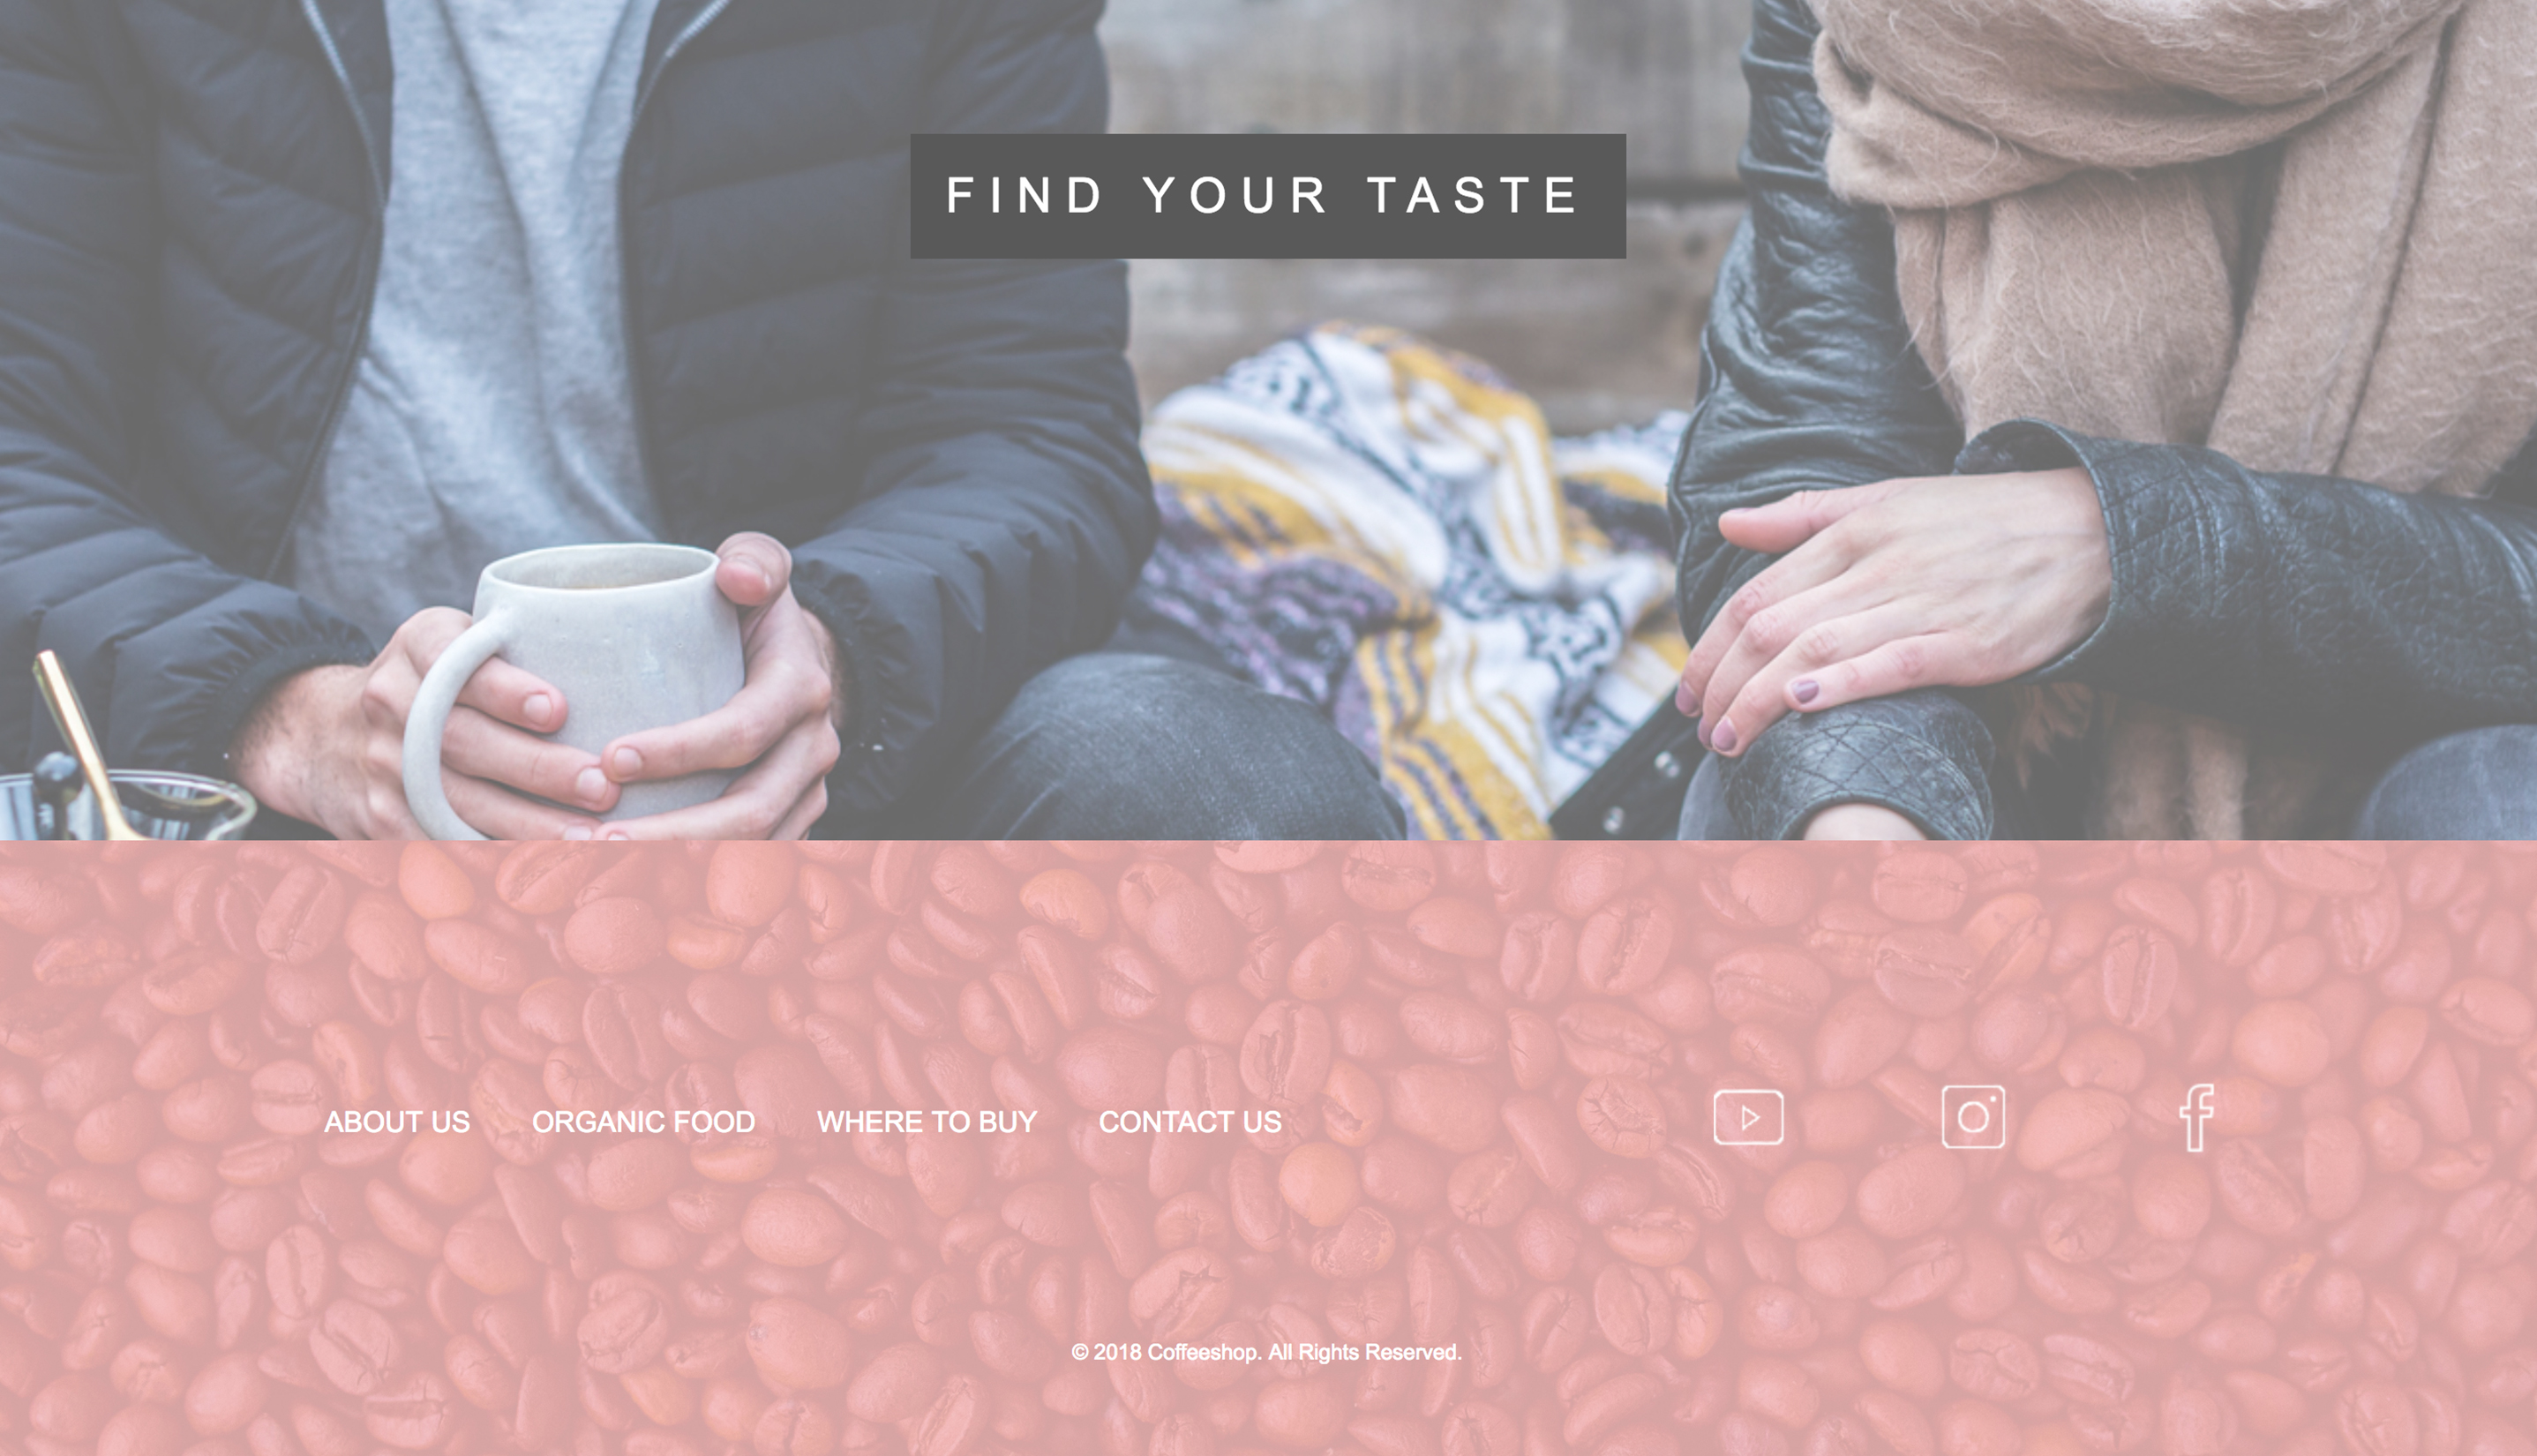 FIND YOUR TASTE
ABOUT US ORGANIC FOOD WHERE TO BUY CONTACT US
© 2018 Coffeeshop. All Rights Reserved.